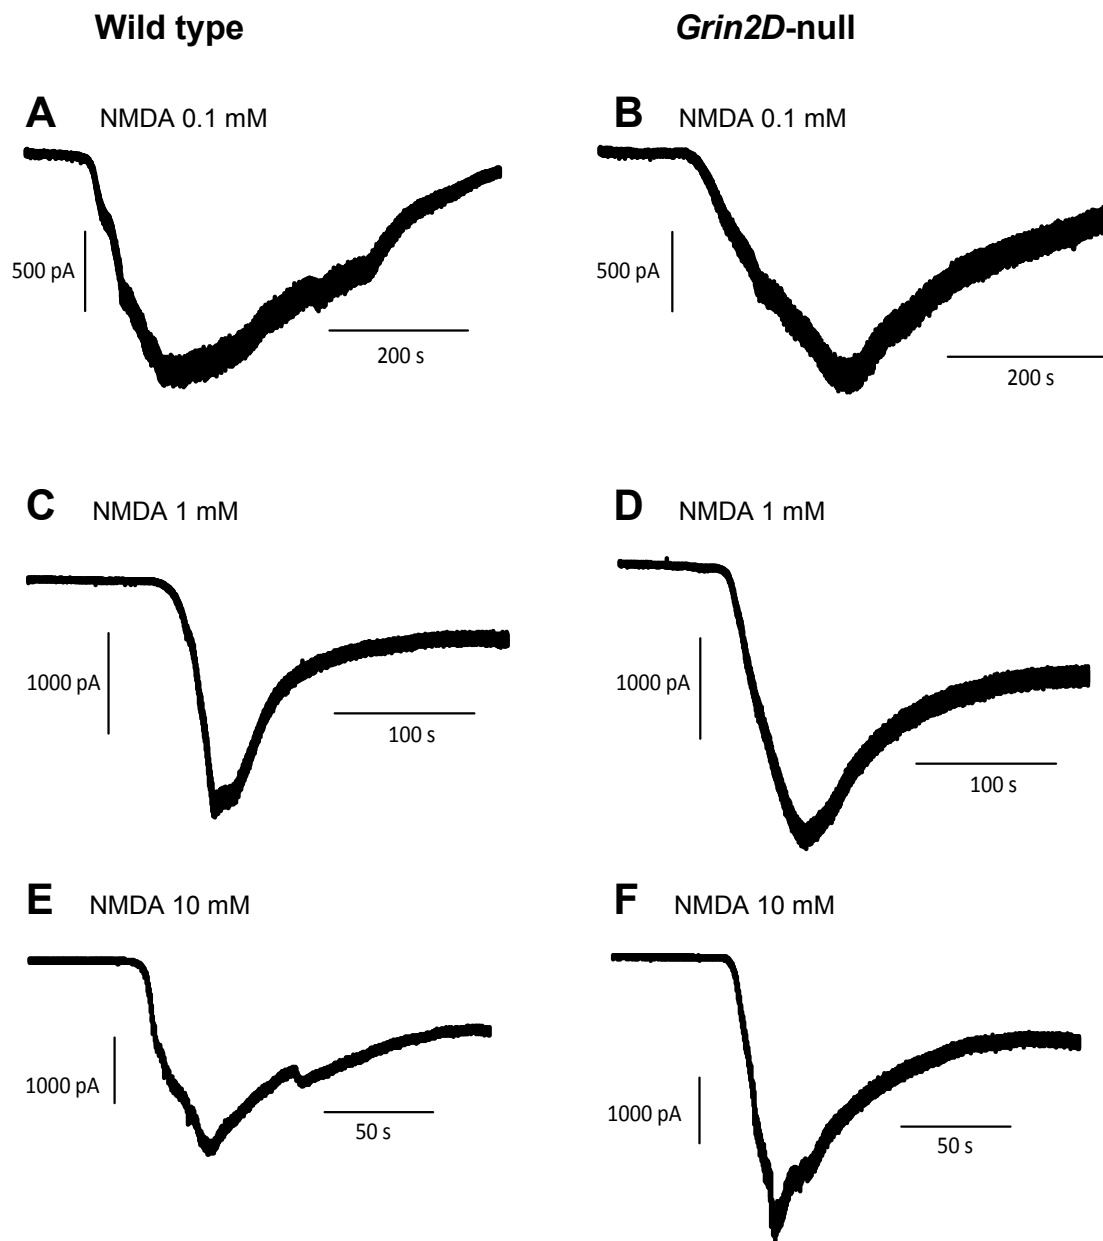 Wild type
Grin2D-null
A NMDA 0.1 mM
B NMDA 0.1 mM
500 pA
500 pA
200 s
200 s
C NMDA 1 mM
D NMDA 1 mM
1000 pA
1000 pA
100 s
100 s
E NMDA 10 mM
F NMDA 10 mM
1000 pA
1000 pA
50 s
50 s